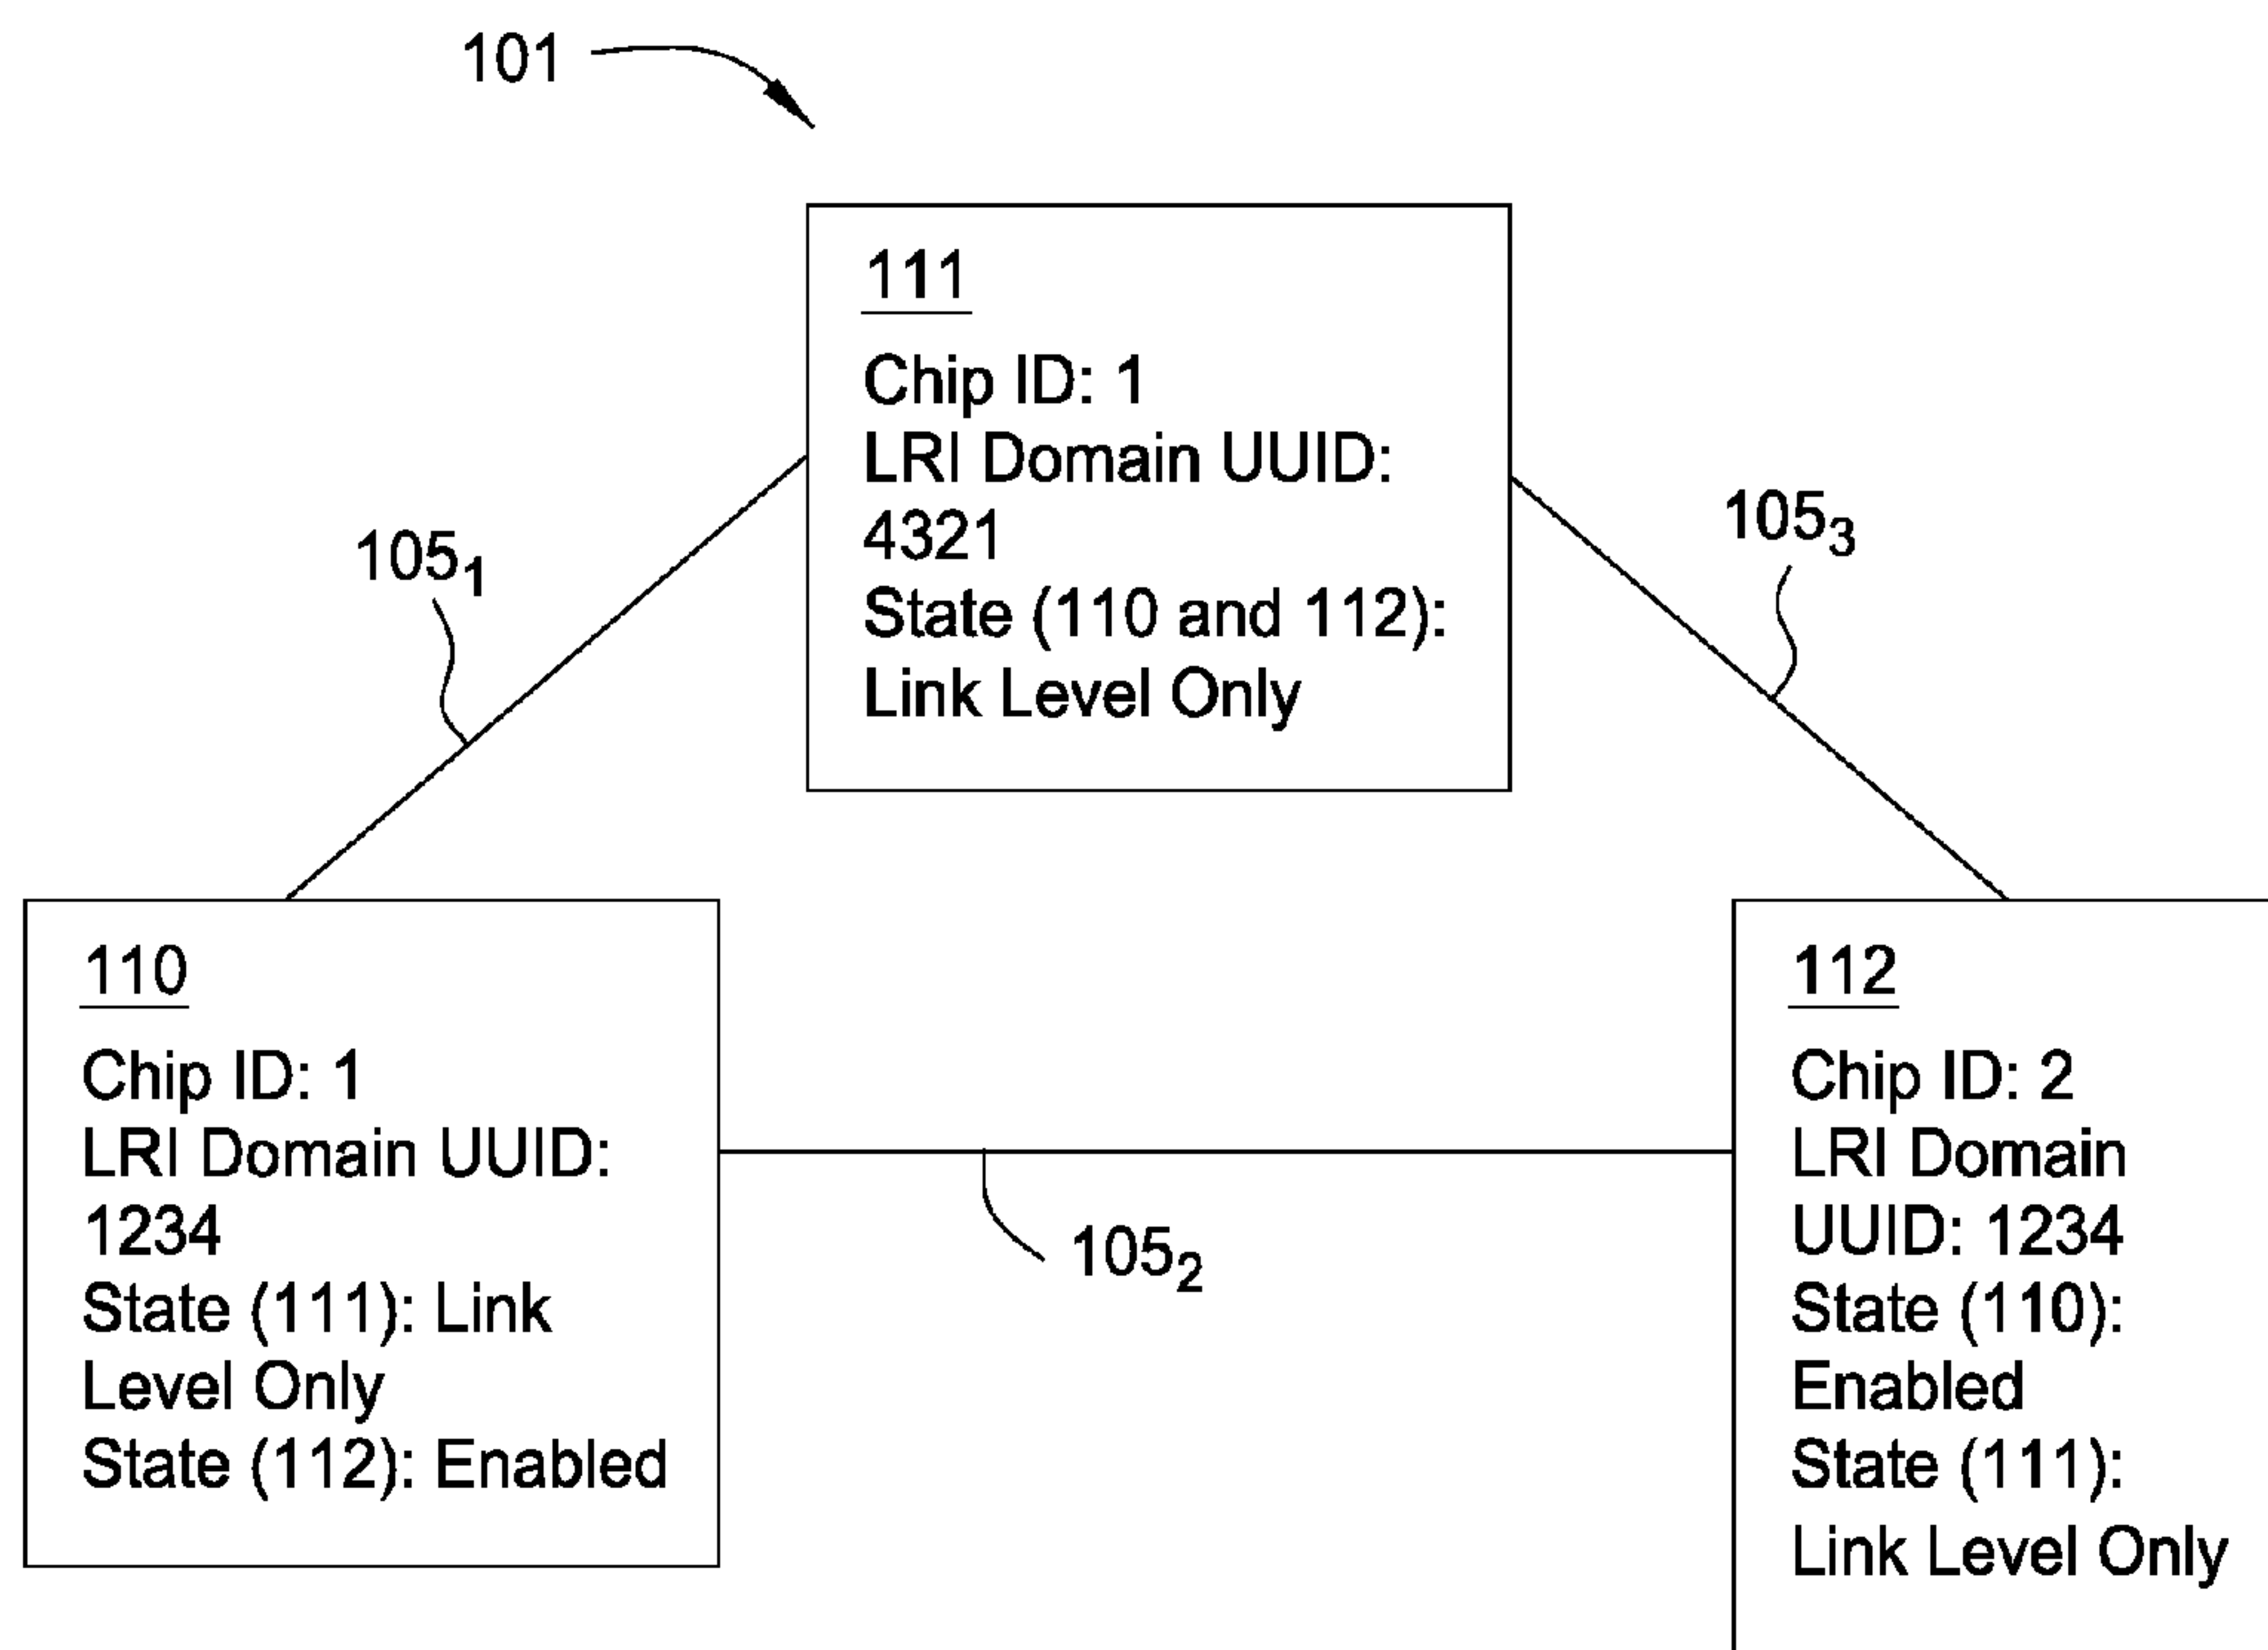 101
111
Chip ID: 1
LRI Domain UUID:
4321
State (110 and 112):
Link Level Only
105₁
105₃
110
Chip ID: 1
LRI Domain UUID:
1234
State (111): Link
Level Only
State (112): Enabled
105₂
112
Chip ID: 2
LRI Domain
UUID: 1234
State (110):
Enabled
State (111):
Link Level Only